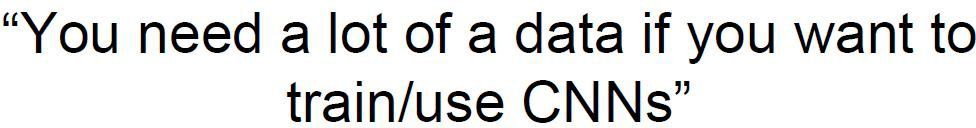 “You need a lot of a data if you want to
train/use CNNs”